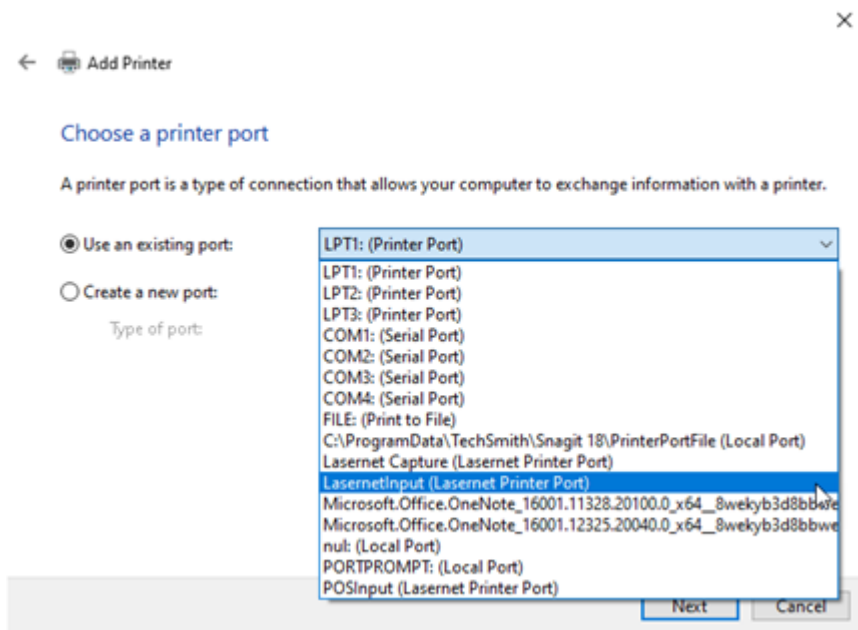 Add Printer
Choose a printer port
A printer port is a type of connection that allows your computer to exchange information with a printer.
Use an existing port:
LPT1: (Printer Port)
LPT1: (Printer Port)
LPT2: (Printer Port)
Create a new port:
LPT3: (Printer Port)
Type of port:
COM1: (Serial Port)
COM2: (Serial Port)
COM3: (Serial Port)
COM4: (Serial Port)
FILE: (Print to File)
C:\ProgramData\TechSmith\Snagit 18\PrinterPortFile (Local Port)
Lasernet Capture (Lasernet Printer Port)
LasernetInput (Lasernet Printer Port)
Microsoft.Office.OneNote_16001.11328.20100.0_x64__8wekyb3d8bbwe
Microsoft.Office.OneNote_16001.12325.20040.0_x64__8wekyb3d8bbwe
nul: (Local Port)
PORTPROMPT: (Local Port)
POSInput (Lasernet Printer Port)
Next
Cancel